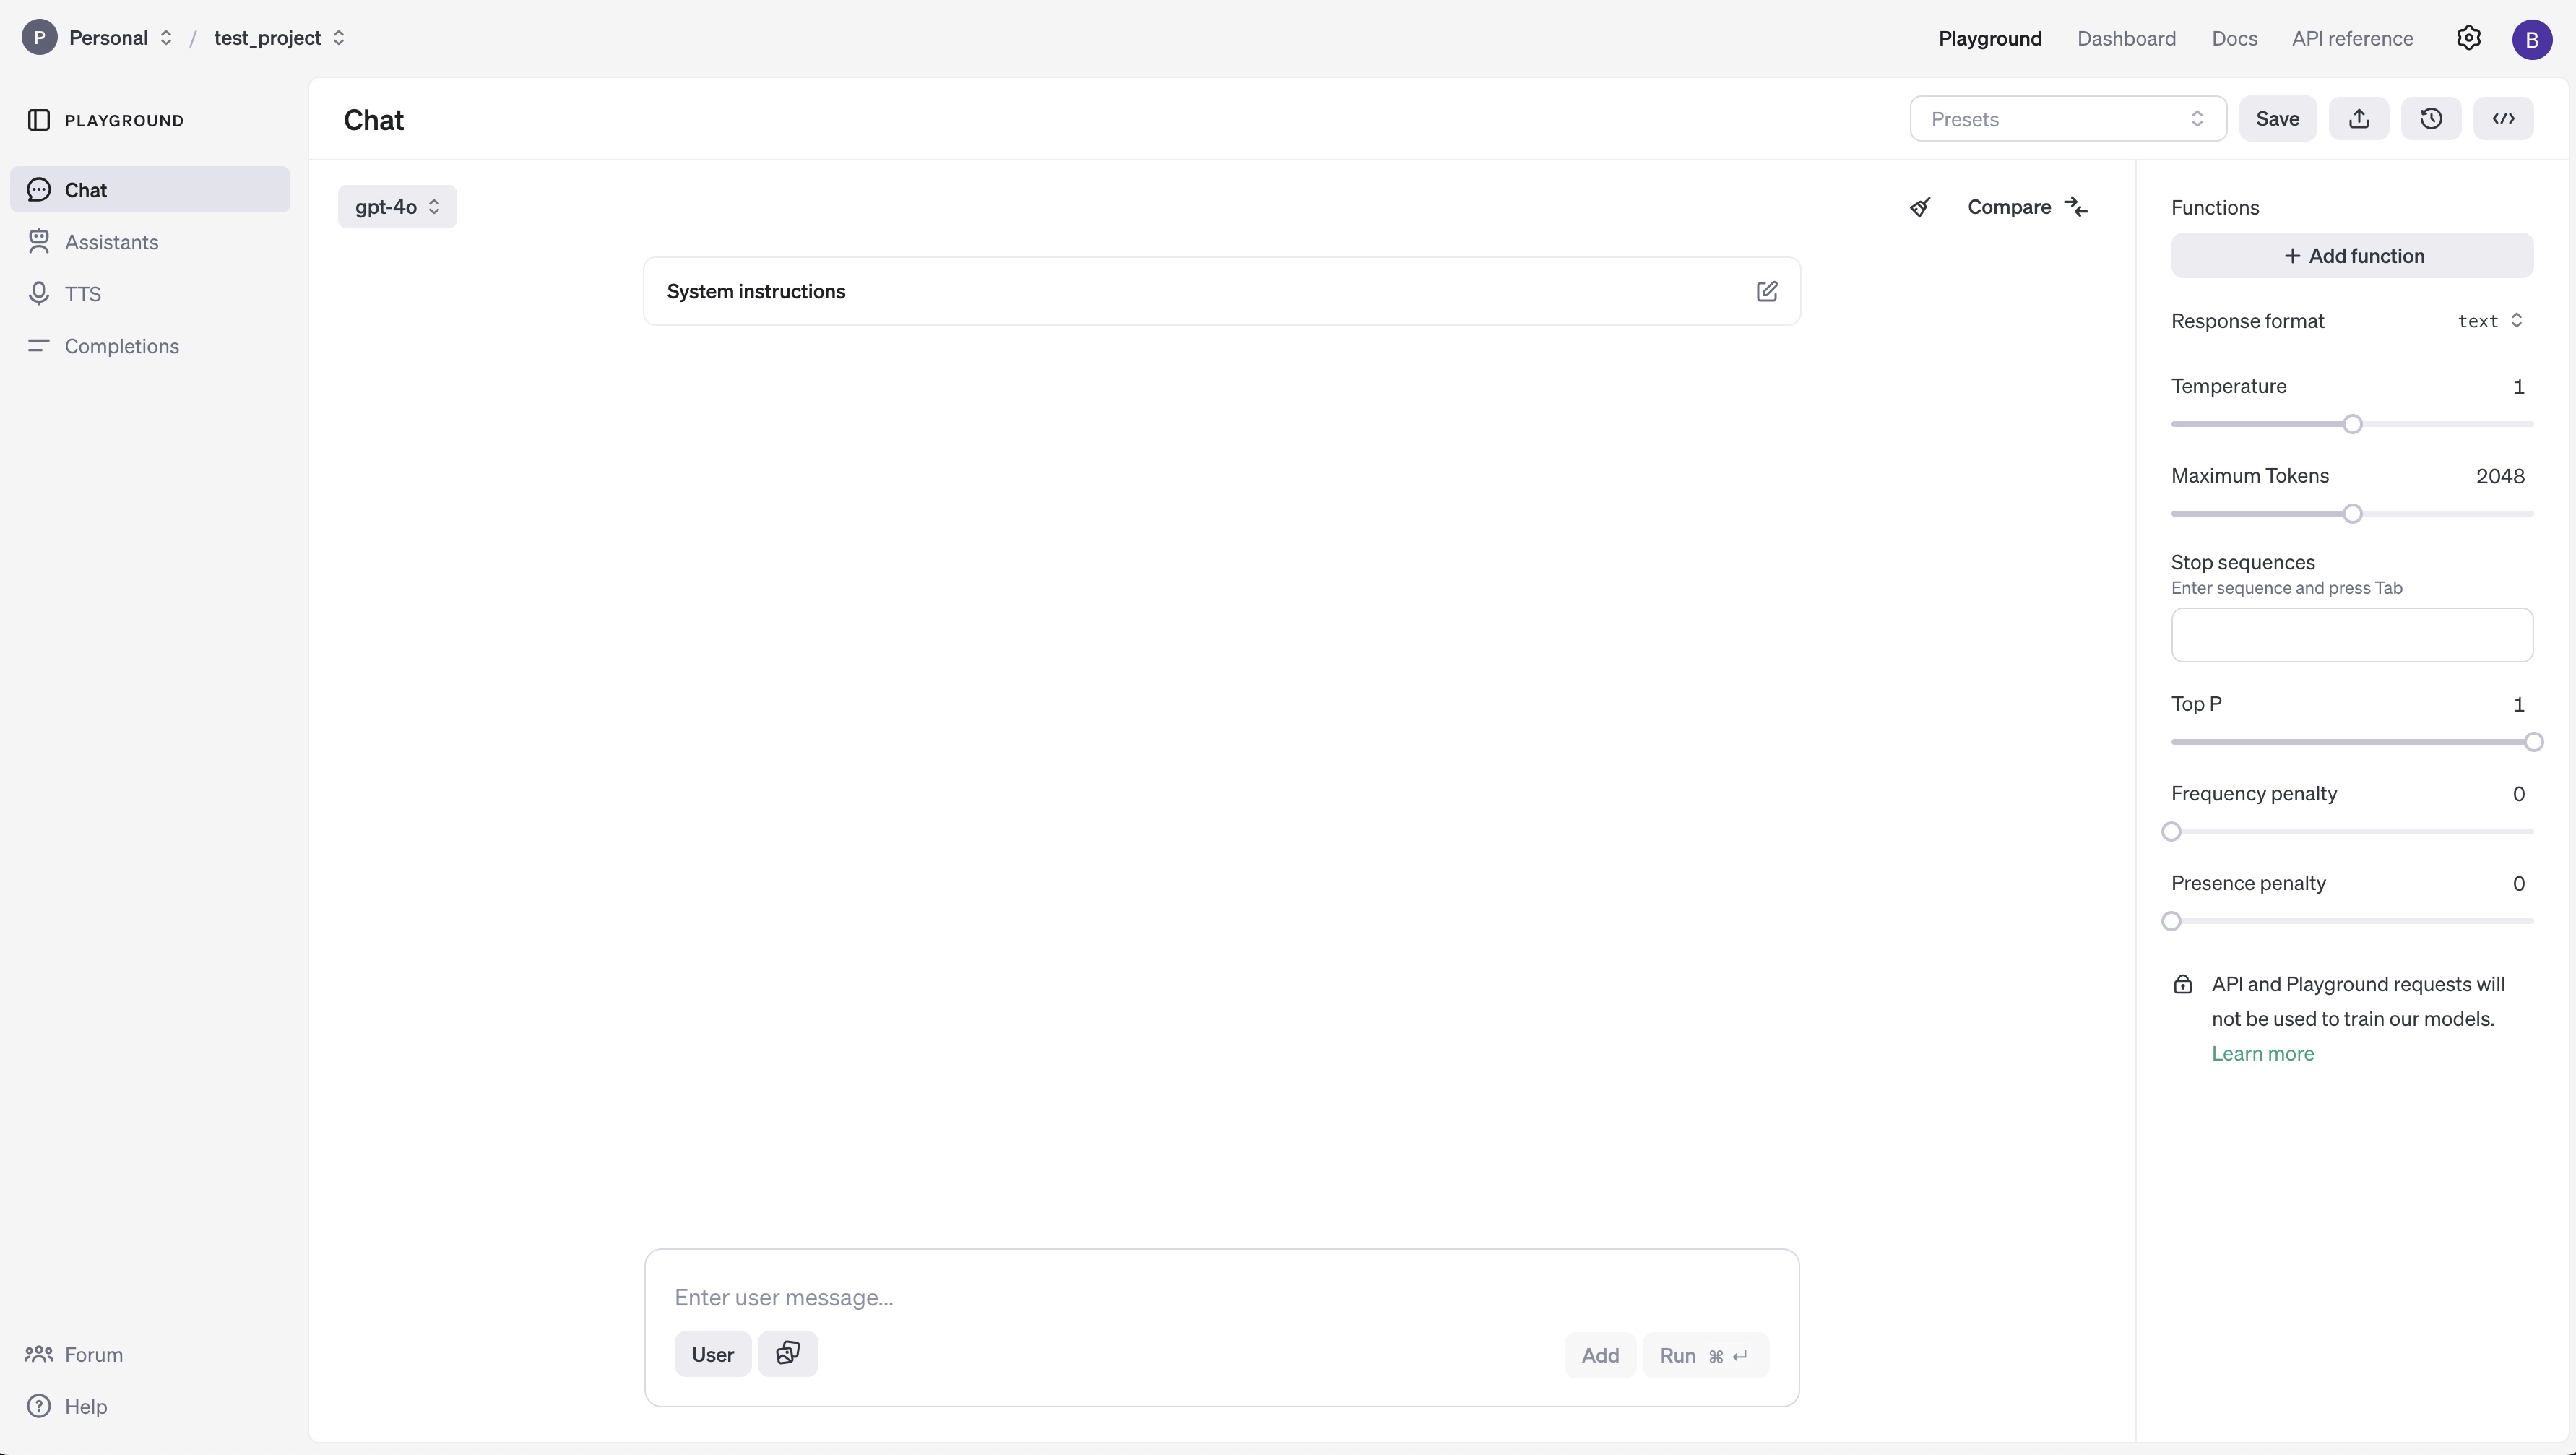 P Personal / test_project
Playground Dashboard Docs API reference B
PLAYGROUND
Chat
Assistants
TTS
Completions
Forum
Help
Chat
Presets Save
gpt-4o
Compare
System instructions
Enter user message...
User
Add Run ⌘ ↵
Functions
+ Add function
Response format text
Temperature 1
Maximum Tokens 2048
Stop sequences
Enter sequence and press Tab
Top P 1
Frequency penalty 0
Presence penalty 0
API and Playground requests will
not be used to train our models.
Learn more